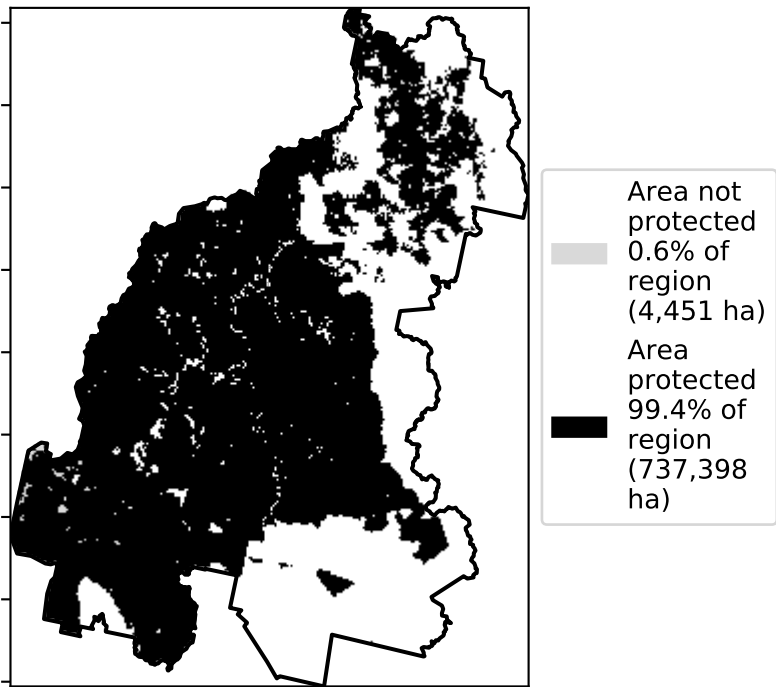 Area not
protected
0.6% of
region
(4,451 ha)
Area
protected
99.4% of
region
(737,398
ha)